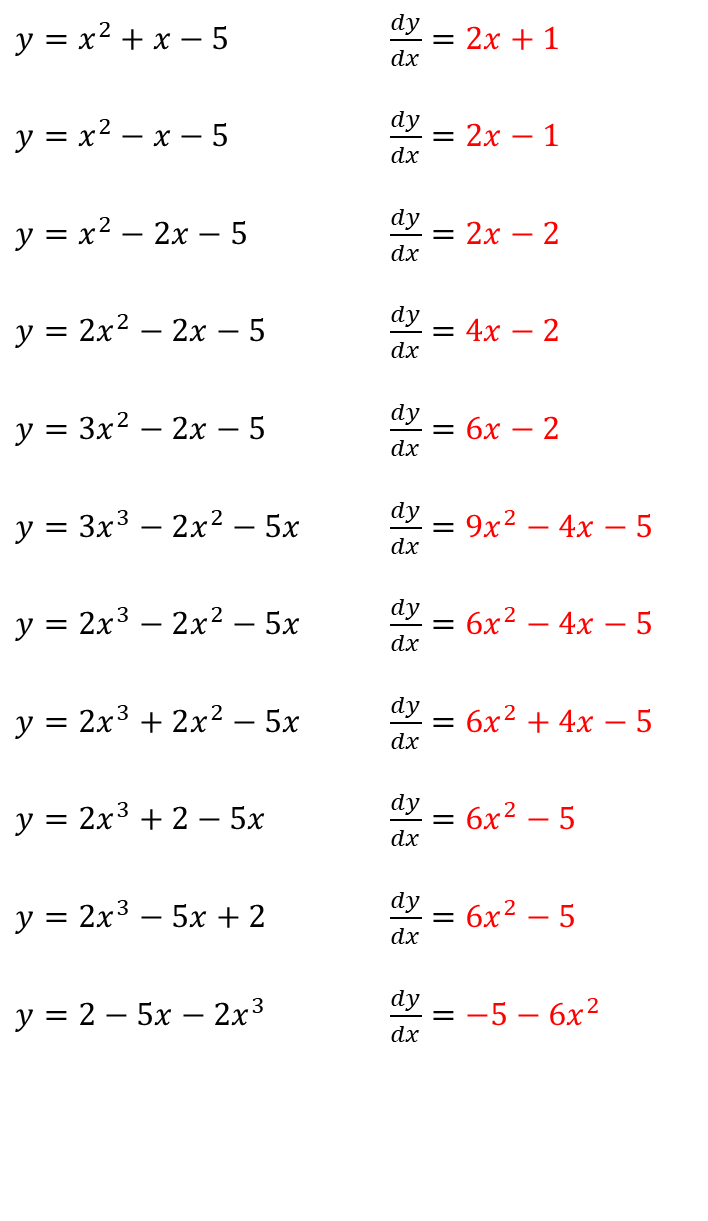 y = x² + x − 5 dy/dx = 2x + 1
y = x² − x − 5 dy/dx = 2x − 1
y = x² − 2x − 5 dy/dx = 2x − 2
y = 2x² − 2x − 5 dy/dx = 4x − 2
y = 3x² − 2x − 5 dy/dx = 6x − 2
y = 3x³ − 2x² − 5x dy/dx = 9x² − 4x − 5
y = 2x³ − 2x² − 5x dy/dx = 6x² − 4x − 5
y = 2x³ + 2x² − 5x dy/dx = 6x² + 4x − 5
y = 2x³ + 2 − 5x dy/dx = 6x² − 5
y = 2x³ − 5x + 2 dy/dx = 6x² − 5
y = 2 − 5x − 2x³ dy/dx = −5 − 6x²